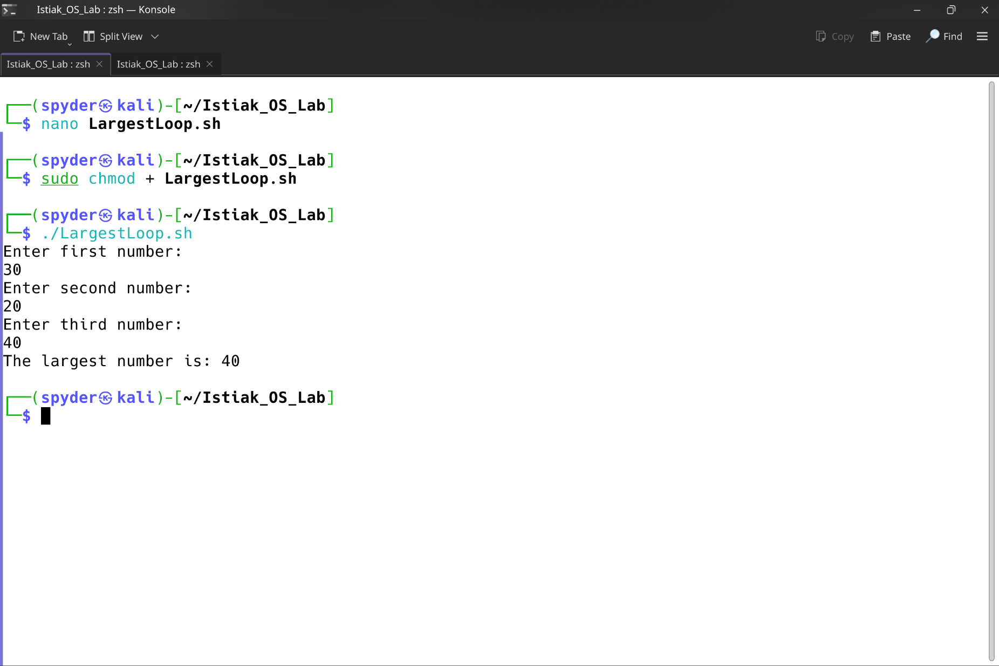 Istiak_OS_Lab : zsh — Konsole
New Tab Split View Copy Paste Find
Istiak_OS_Lab : zsh Istiak_OS_Lab : zsh
┌──(spyder㉿kali)-[~/Istiak_OS_Lab]
└─$ nano LargestLoop.sh
┌──(spyder㉿kali)-[~/Istiak_OS_Lab]
└─$ sudo chmod + LargestLoop.sh
┌──(spyder㉿kali)-[~/Istiak_OS_Lab]
└─$ ./LargestLoop.sh
Enter first number:
30
Enter second number:
20
Enter third number:
40
The largest number is: 40
┌──(spyder㉿kali)-[~/Istiak_OS_Lab]
└─$